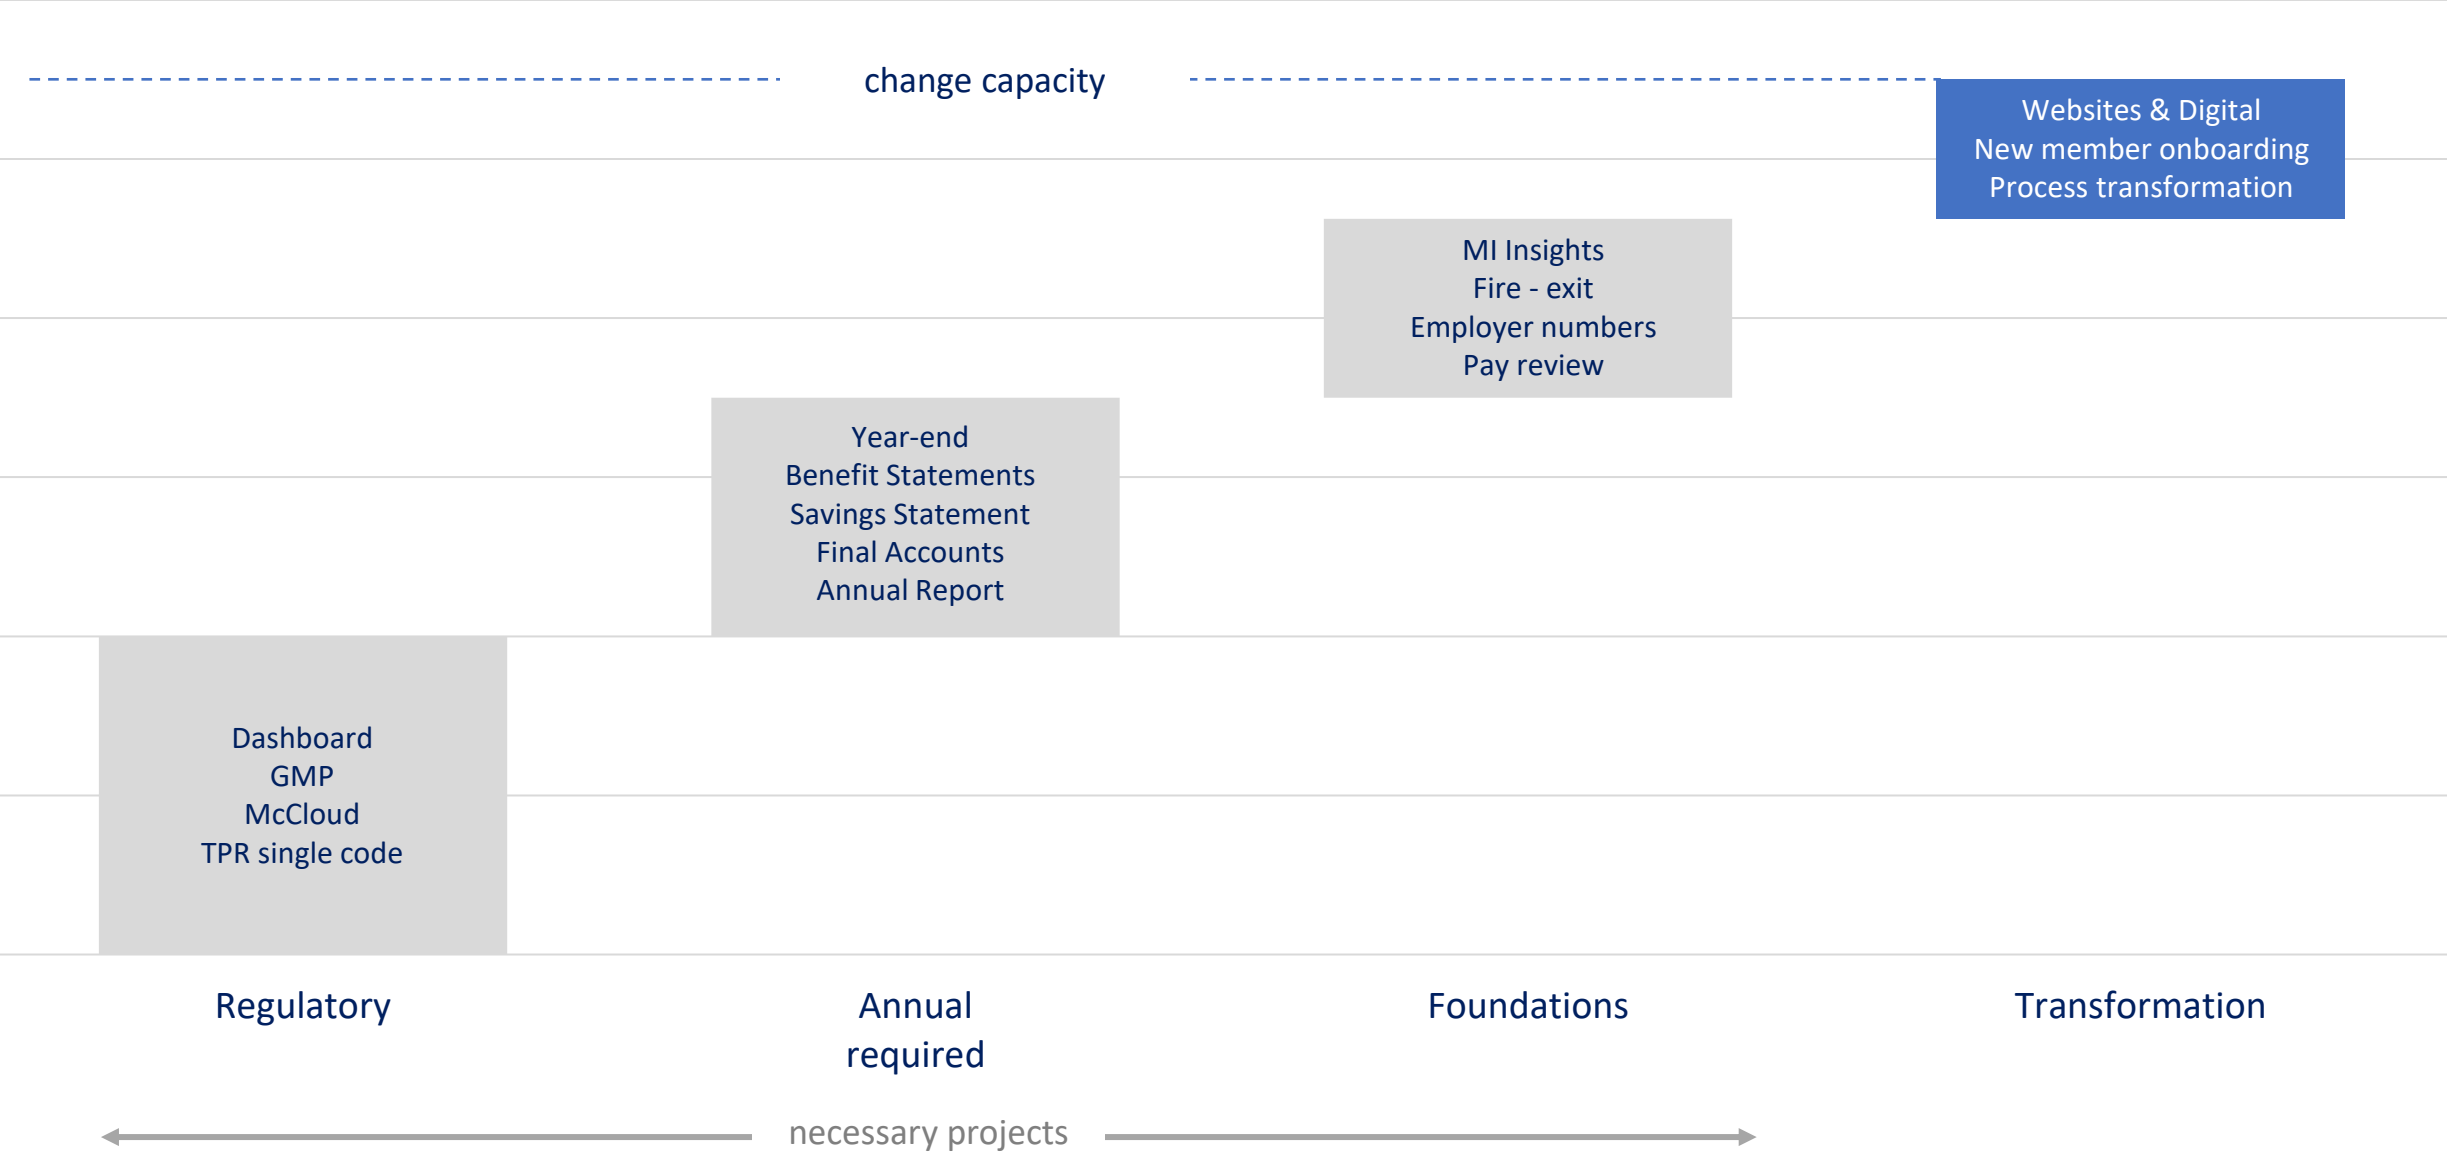 change capacity
Websites & Digital
New member onboarding
Process transformation
MI Insights
Fire - exit
Employer numbers
Pay review
Year-end
Benefit Statements
Savings Statement
Final Accounts
Annual Report
Dashboard
GMP
McCloud
TPR single code
Regulatory
Annual
required
Foundations
Transformation
necessary projects